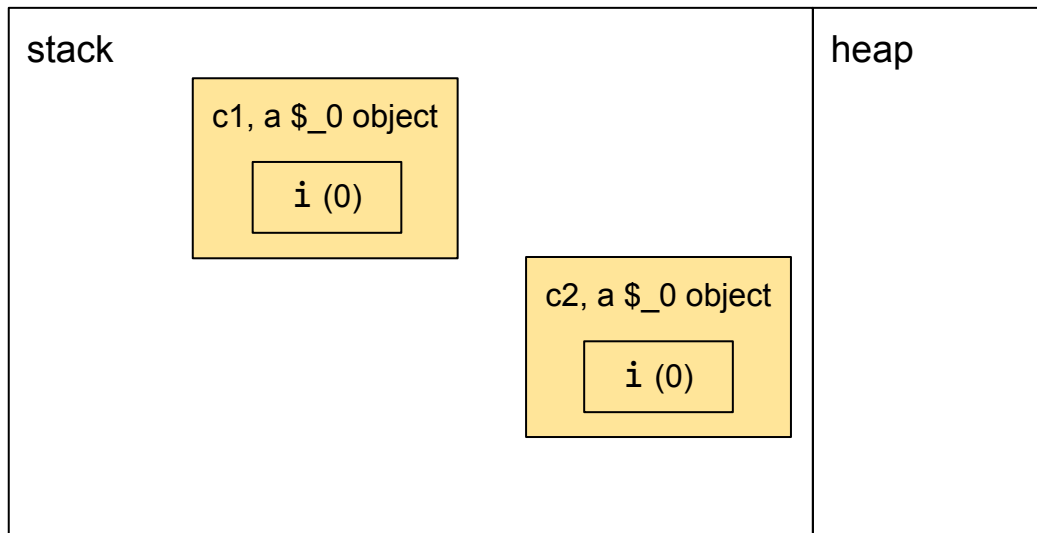 stack
heap
c1, a $_0 object
i (0)
c2, a $_0 object
i (0)